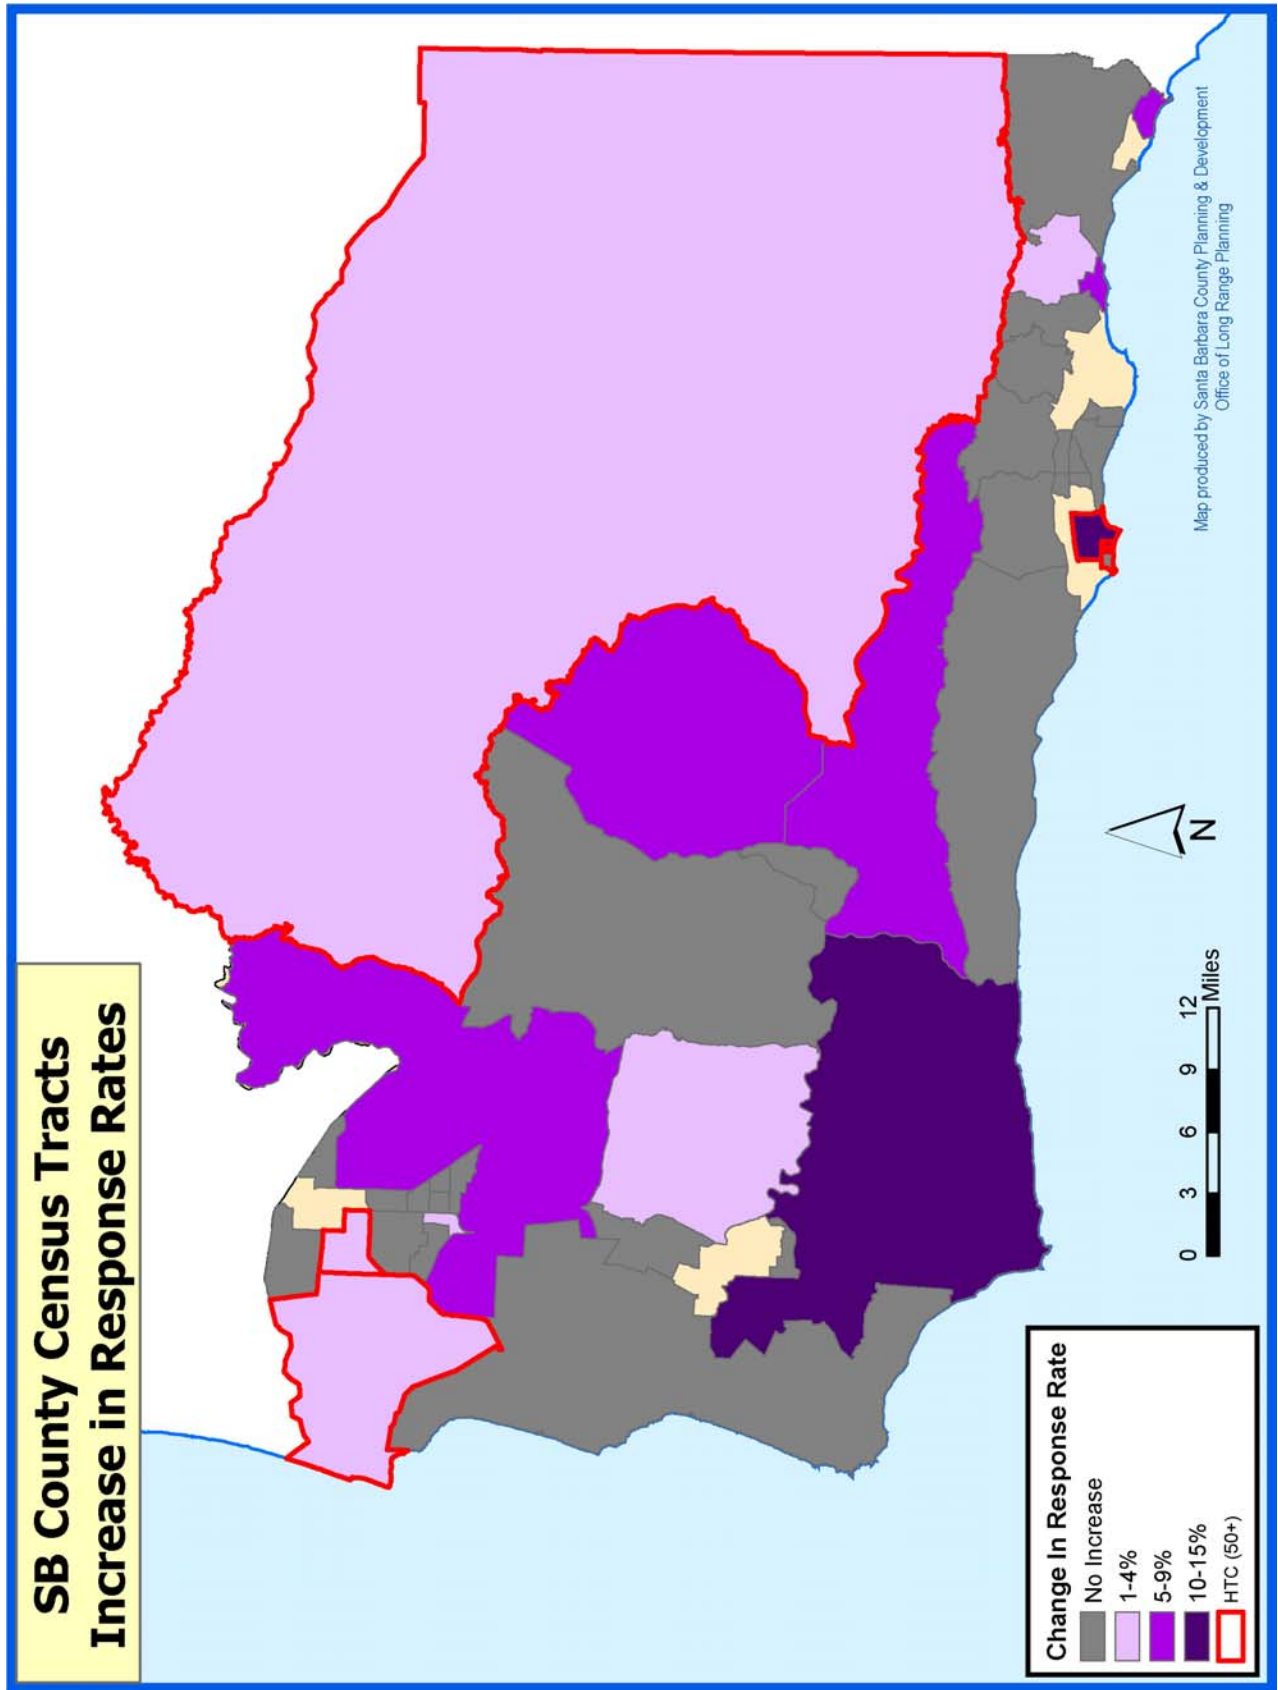 SB County Census Tracts
Increase in Response Rates
Change In Response Rate
No Increase
1-4%
5-9%
10-15%
HTC (50+)
0 3 6 9 12
Miles
N
Map produced by Santa Barbara County Planning & Development
Office of Long Range Planning